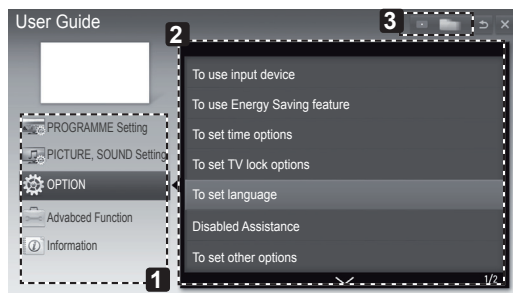 User Guide
3
2
To use input device
To use Energy Saving feature
To set time options
To set TV lock options
To set language
Disabled Assistance
To set other options
1/2
PROGRAMME Setting
PICTURE, SOUND Setting
OPTION
Advabced Function
Information
1